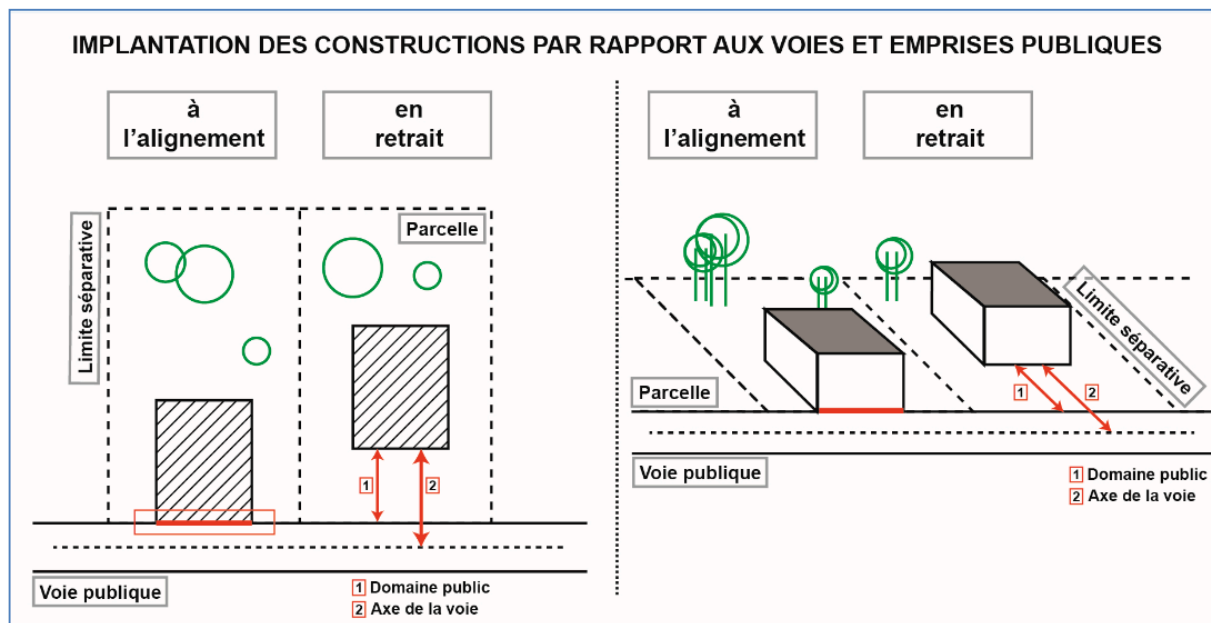 IMPLANTATION DES CONSTRUCTIONS PAR RAPPORT AUX VOIES ET EMPRISES PUBLIQUES
à
l'alignement
en
retrait
Limite séparative
Parcelle
1
2
Voie publique
1 Domaine public
2 Axe de la voie
à
l'alignement
en
retrait
Limite séparative
Parcelle
1
2
Voie publique
1 Domaine public
2 Axe de la voie